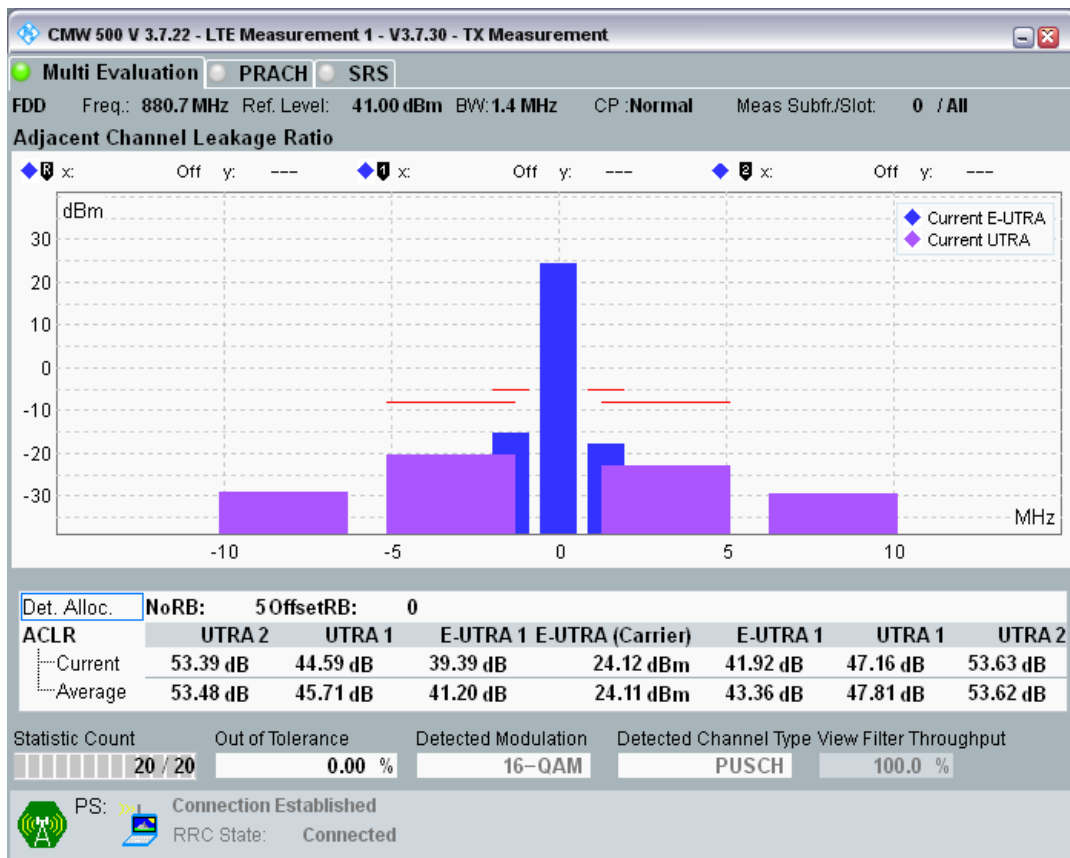 CMW 500 V 3.7.22 - LTE Measurement 1 - V3.7.30 - TX Measurement
Multi Evaluation PRACH SRS
FDD Freq.: 880.7 MHz Ref. Level: 41.00 dBm BW: 1.4 MHz CP :Normal Meas Subfr./Slot: 0 / All
Adjacent Channel Leakage Ratio
R x: Off y: --- 1 x: Off y: --- 2 x: Off y: ---
dBm
Current E-UTRA
Current UTRA
30
20
10
0
-10
-20
-30
MHz
-10 -5 0 5 10
Det. Alloc. NoRB: 5 OffsetRB: 0
ACLR UTRA 2 UTRA 1 E-UTRA 1 E-UTRA (Carrier) E-UTRA 1 UTRA 1 UTRA 2
Current 53.39 dB 44.59 dB 39.39 dB 24.12 dBm 41.92 dB 47.16 dB 53.63 dB
Average 53.48 dB 45.71 dB 41.20 dB 24.11 dBm 43.36 dB 47.81 dB 53.62 dB
Statistic Count Out of Tolerance Detected Modulation Detected Channel Type View Filter Throughput
20 / 20 0.00 % 16-QAM PUSCH 100.0 %
PS: Connection Established
RRC State: Connected